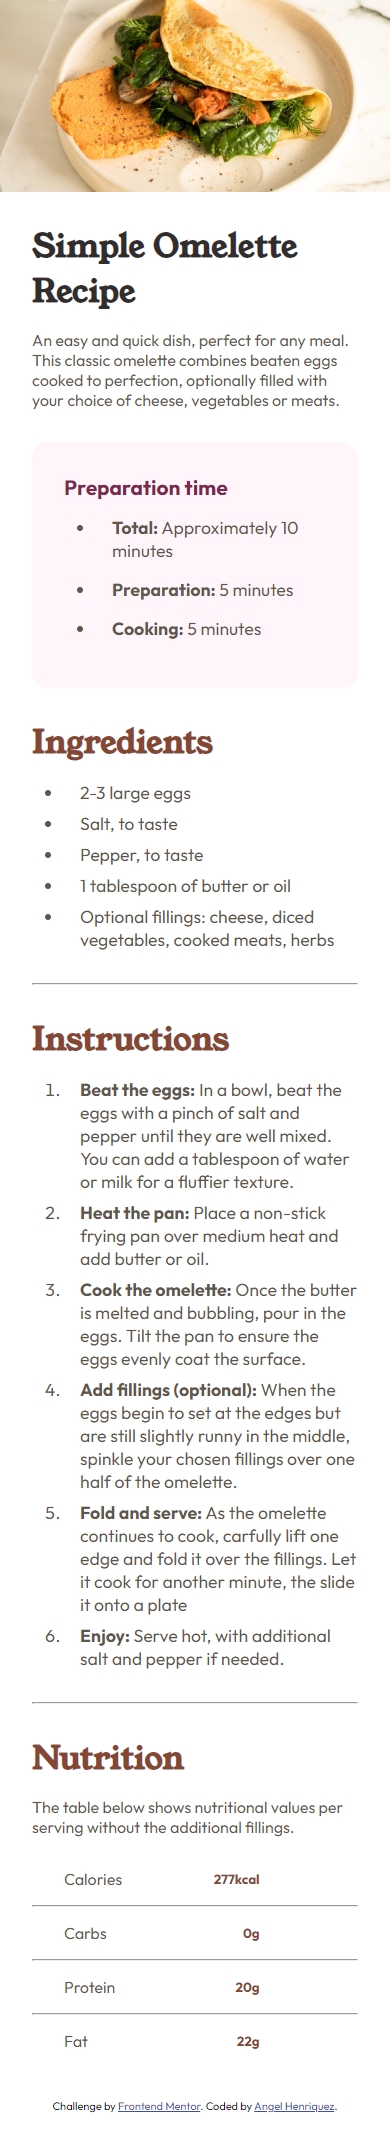 Simple Omelette
Recipe
An easy and quick dish, perfect for any meal.
This classic omelette combines beaten eggs
cooked to perfection, optionally filled with
your choice of cheese, vegetables or meats.
Preparation time
• Total: Approximately 10
minutes
• Preparation: 5 minutes
• Cooking: 5 minutes
Ingredients
• 2-3 large eggs
• Salt, to taste
• Pepper, to taste
• 1 tablespoon of butter or oil
• Optional fillings: cheese, diced
vegetables, cooked meats, herbs
Instructions
1. Beat the eggs: In a bowl, beat the
eggs with a pinch of salt and
pepper until they are well mixed.
You can add a tablespoon of water
or milk for a fluffier texture.
2. Heat the pan: Place a non-stick
frying pan over medium heat and
add butter or oil.
3. Cook the omelette: Once the butter
is melted and bubbling, pour in the
eggs. Tilt the pan to ensure the
eggs evenly coat the surface.
4. Add fillings (optional): When the
eggs begin to set at the edges but
are still slightly runny in the middle,
spinkle your chosen fillings over one
half of the omelette.
5. Fold and serve: As the omelette
continues to cook, carfully lift one
edge and fold it over the fillings. Let
it cook for another minute, the slide
it onto a plate
6. Enjoy: Serve hot, with additional
salt and pepper if needed.
Nutrition
The table below shows nutritional values per
serving without the additional fillings.
Calories 277kcal
Carbs 0g
Protein 20g
Fat 22g
Challenge by Frontend Mentor. Coded by Angel Henriquez.